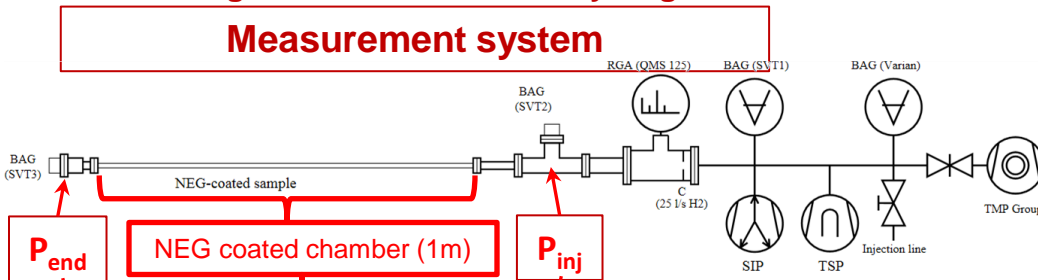 Measurement system
RGA (QMS 125)
BAG (SVT1)
BAG (Varian)
BAG
(SVT2)
BAG
(SVT3)
NEG-coated sample
C
(25 l/s H2)
TMP Group
Injection line
SIP
TSP
Pend
NEG coated chamber (1m)
Pinj